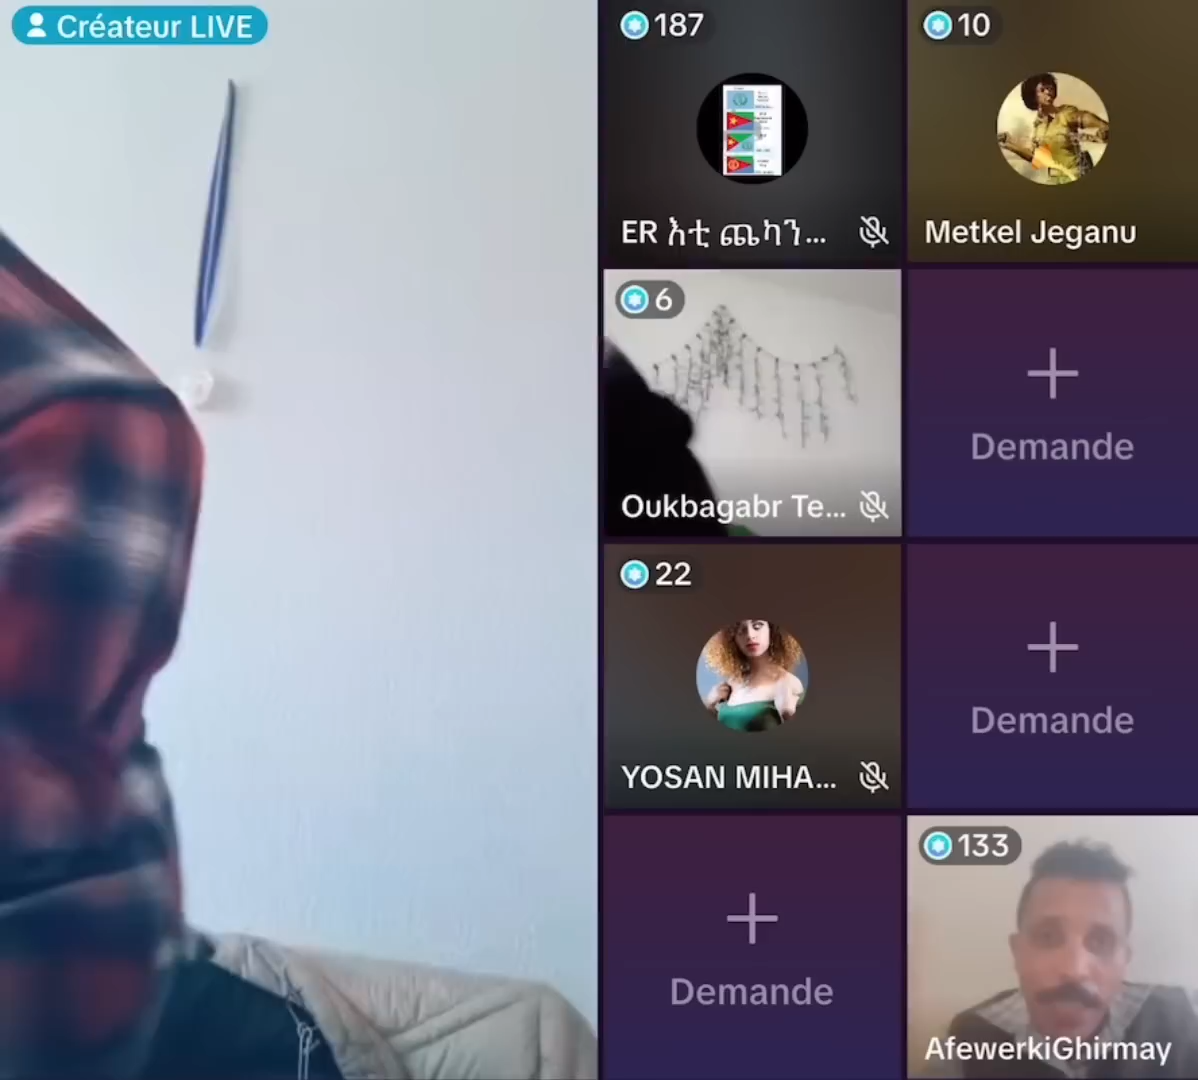 Créateur LIVE
187
10
ER እቲ ጨካን...
Metkel Jeganu
6
Demande
Oukbagabr Te...
22
Demande
YOSAN MIHA...
133
Demande
AfewerkiGhirmay